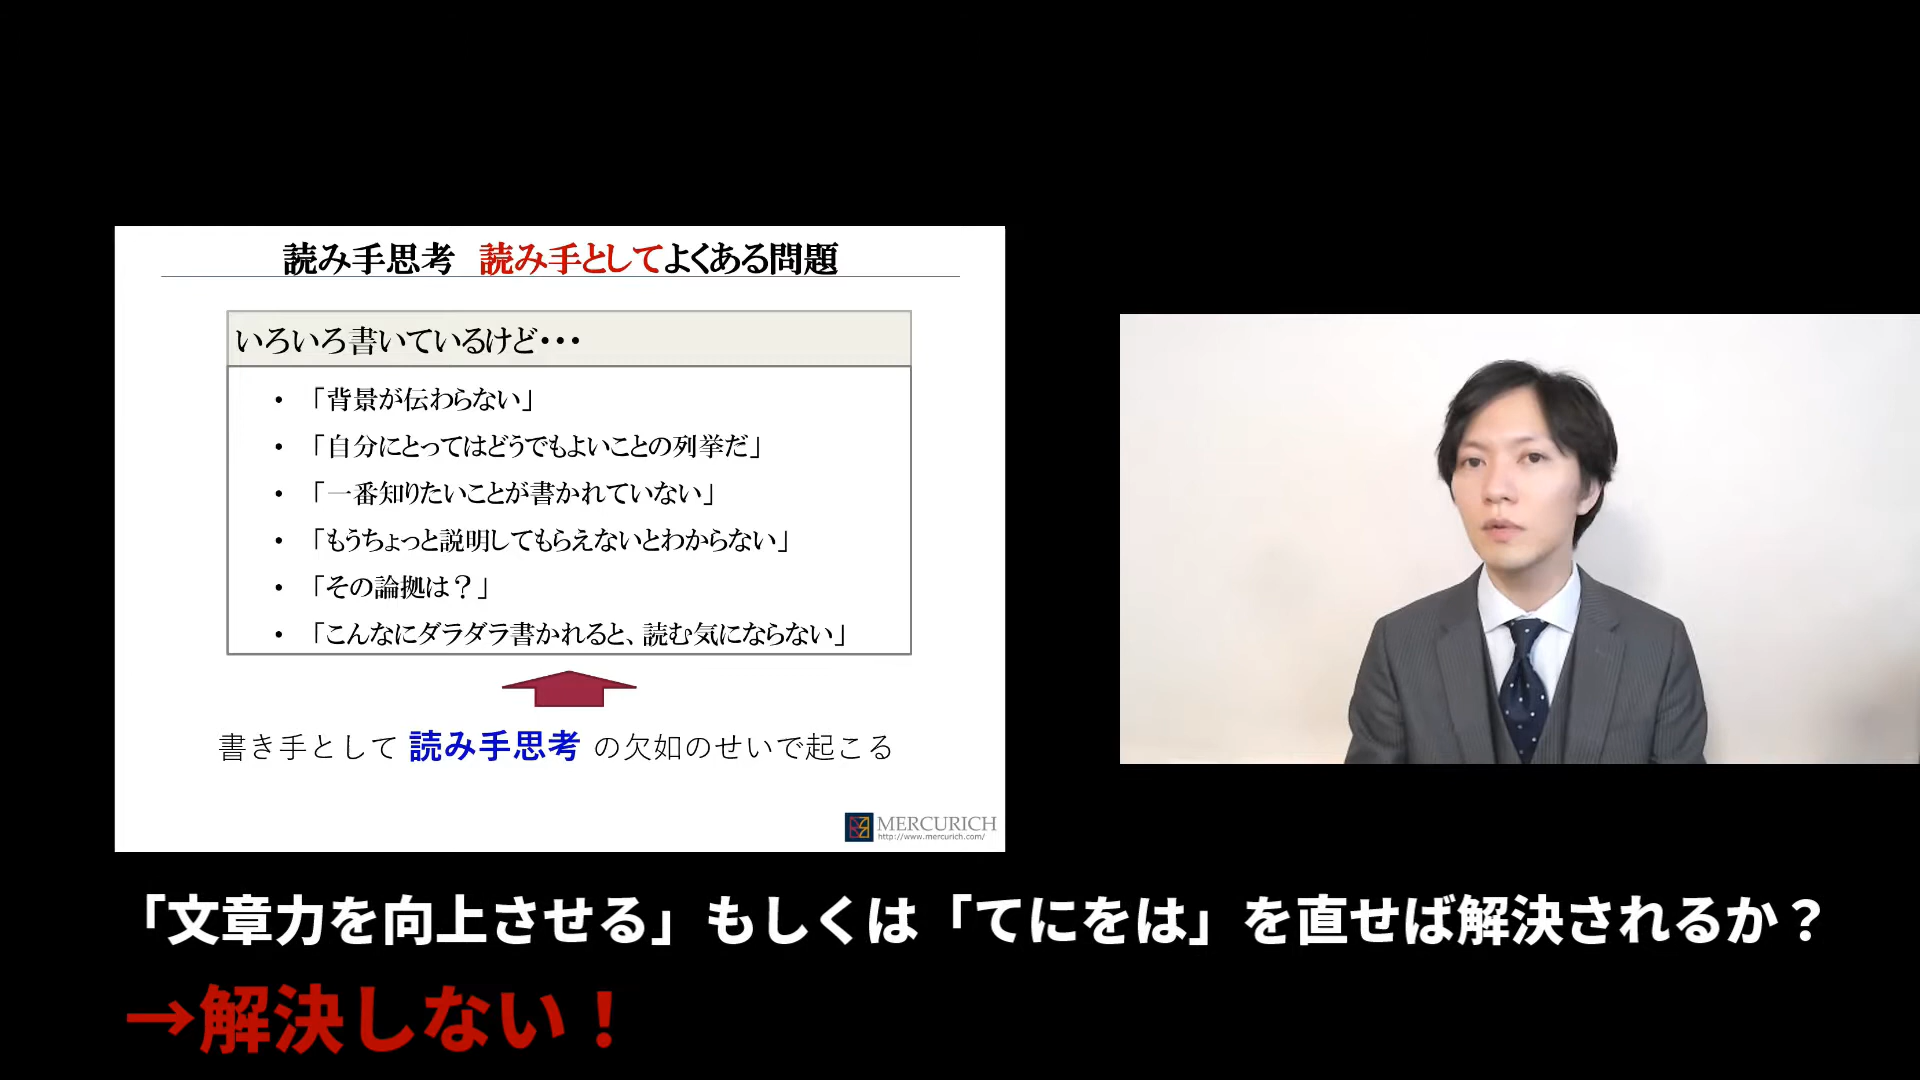 読み手思考　読み手としてよくある問題
いろいろ書いているけど・・・
• 「背景が伝わらない」
• 「自分にとってはどうでもよいことの列挙だ」
• 「一番知りたいことが書かれていない」
• 「もうちょっと説明してもらえないとわからない」
• 「その論拠は？」
• 「こんなにダラダラ書かれると、読む気にならない」
書き手として 読み手思考 の欠如のせいで起こる
MERCURICH
http://www.mercurich.com/
「文章力を向上させる」もしくは「てにをは」を直せば解決されるか？
→解決しない！